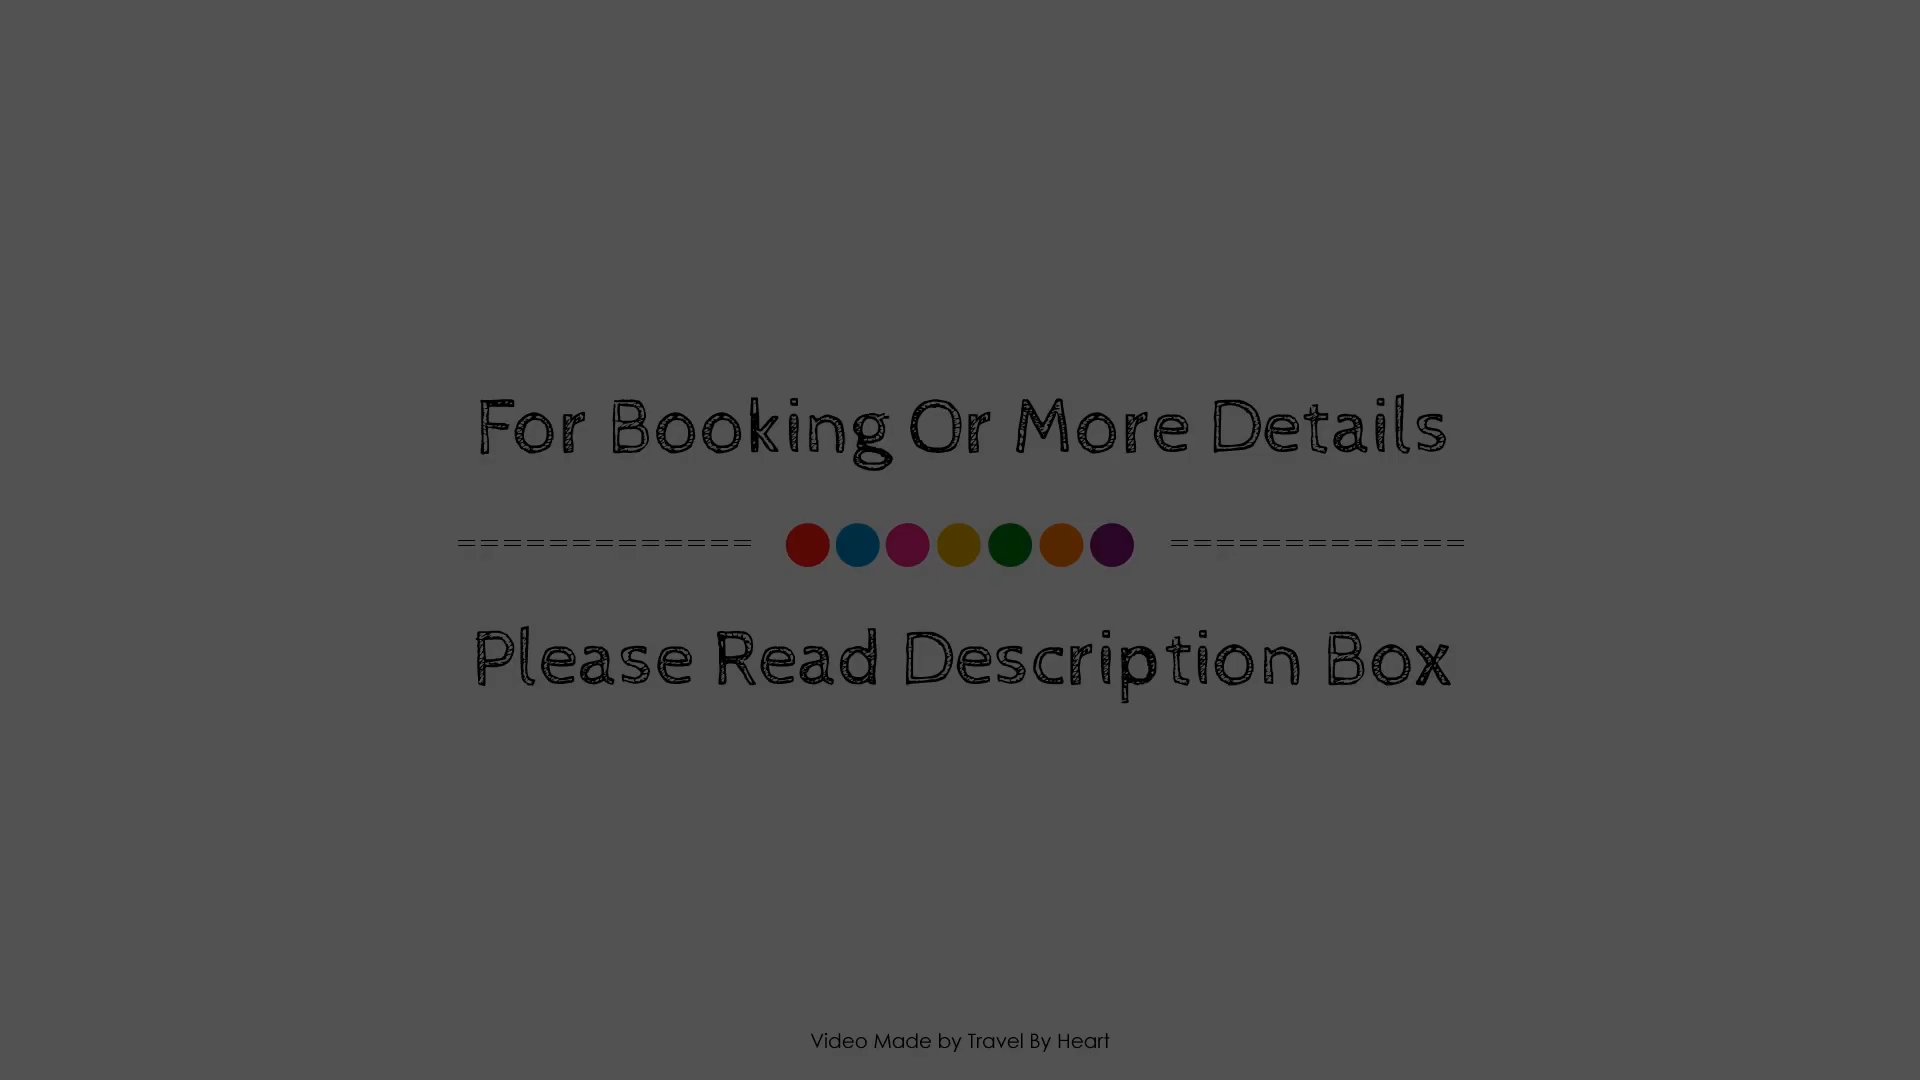 For Booking Or More Details
============= =============
Please Read Description Box
Video Made by Travel By Heart